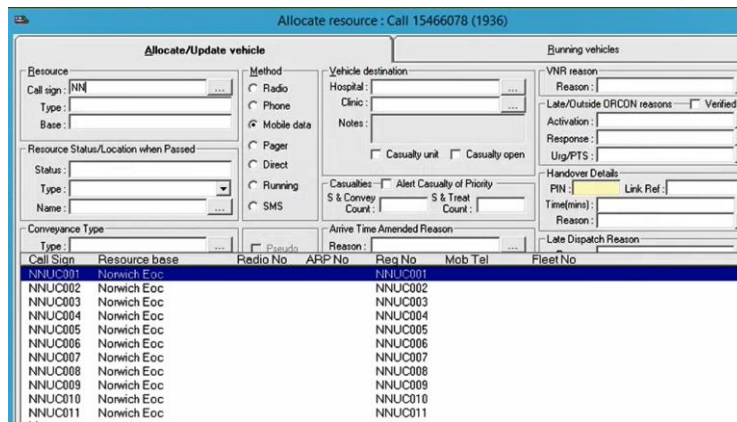 Allocate resource : Call 15466078 (1936)
Allocate/Update vehicle
Running vehicles
Resource
Call sign : NN ...
Type :
Base :
Resource Status/Location when Passed
Status :
Type :
Name : ...
Conveyance Type
Type : ...
Method
Radio
Phone
Mobile data
Pager
Direct
Running
SMS
Pseudo
Vehicle destination
Hospital : ...
Clinic : ...
Notes :
Casualty unit Casualty open
Casualties Alert Casualty of Priority
S & Convey Count : S & Treat Count :
Arrive Time Amended Reason
Reason : ...
VNR reason
Reason :
Late/Outside ORCON reasons Verified
Activation :
Response :
Urg/PTS :
Handover Details
PIN : Link Ref :
Time(mins) :
Reason :
Late Dispatch Reason
Call Sign Resource base Radio No ARP No Reg No Mob Tel Fleet No
NNUC001 Norwich Eoc NNUC001
NNUC002 Norwich Eoc NNUC002
NNUC003 Norwich Eoc NNUC003
NNUC004 Norwich Eoc NNUC004
NNUC005 Norwich Eoc NNUC005
NNUC006 Norwich Eoc NNUC006
NNUC007 Norwich Eoc NNUC007
NNUC008 Norwich Eoc NNUC008
NNUC009 Norwich Eoc NNUC009
NNUC010 Norwich Eoc NNUC010
NNUC011 Norwich Eoc NNUC011